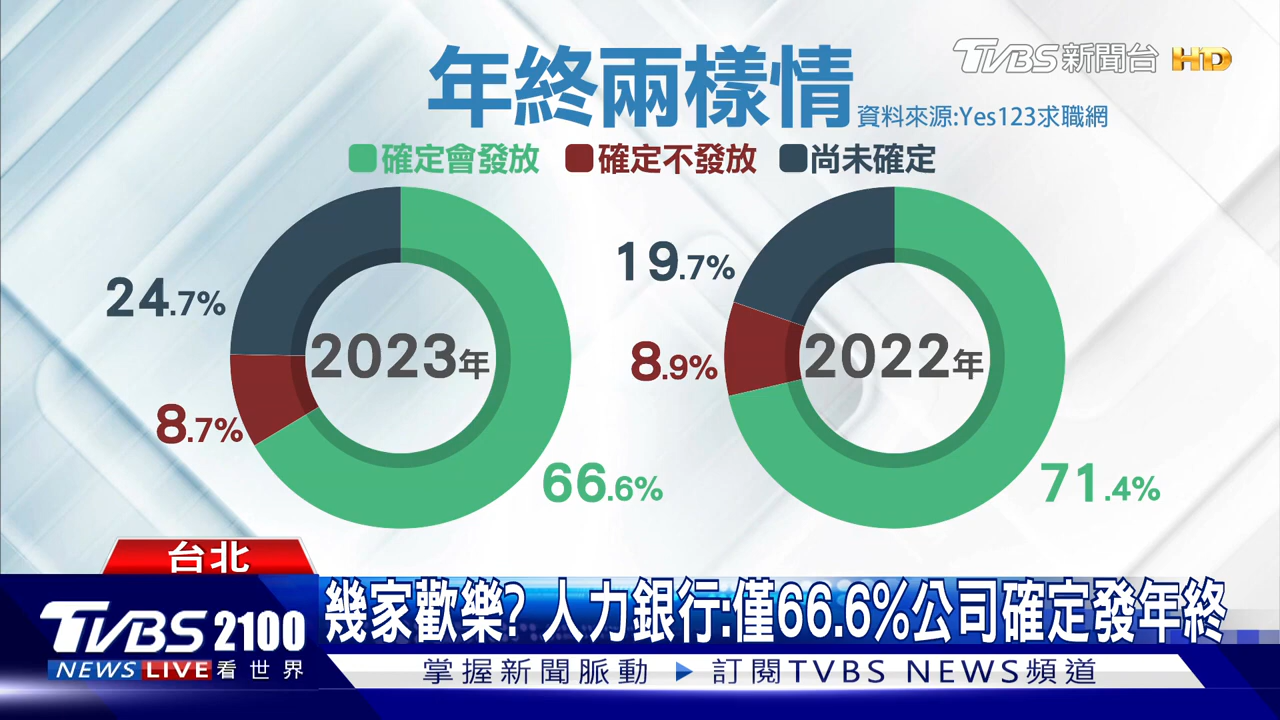 TVBS新聞台 HD
年終兩樣情
資料來源:Yes123求職網
確定會發放 確定不發放 尚未確定
24.7%
2023年
8.7%
66.6%
19.7%
2022年
8.9%
71.4%
台北
幾家歡樂? 人力銀行:僅66.6%公司確定發年終
TVBS 2100
NEWS LIVE 看世界
掌握新聞脈動 ▶ 訂閱TVBS NEWS頻道